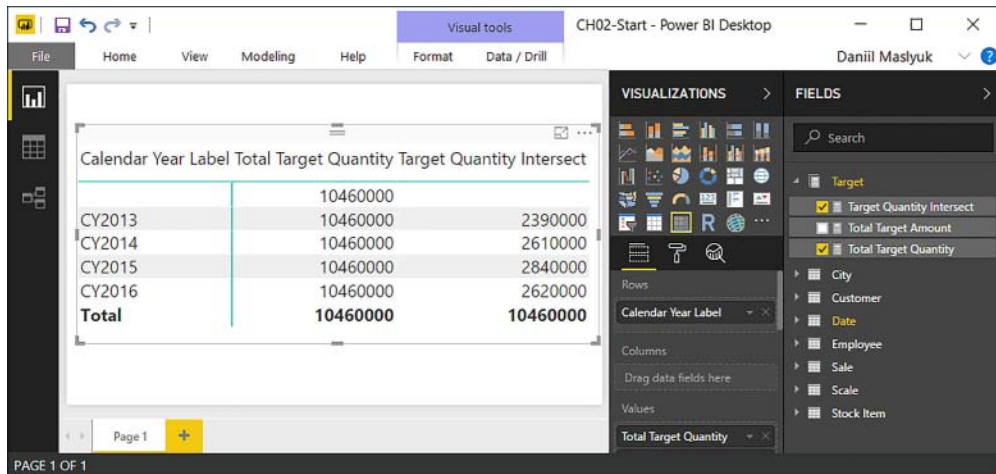 Visual tools
CH02-Start - Power BI Desktop
File Home View Modeling Help Format Data / Drill
Daniil Maslyuk
Calendar Year Label Total Target Quantity Target Quantity Intersect
10460000
CY2013 10460000 2390000
CY2014 10460000 2610000
CY2015 10460000 2840000
CY2016 10460000 2620000
Total 10460000 10460000
Page 1
PAGE 1 OF 1
VISUALIZATIONS
R
Rows
Calendar Year Label
Columns
Drag data fields here
Values
Total Target Quantity
FIELDS
Search
Target
Target Quantity Intersect
Total Target Amount
Total Target Quantity
City
Customer
Date
Employee
Sale
Scale
Stock Item